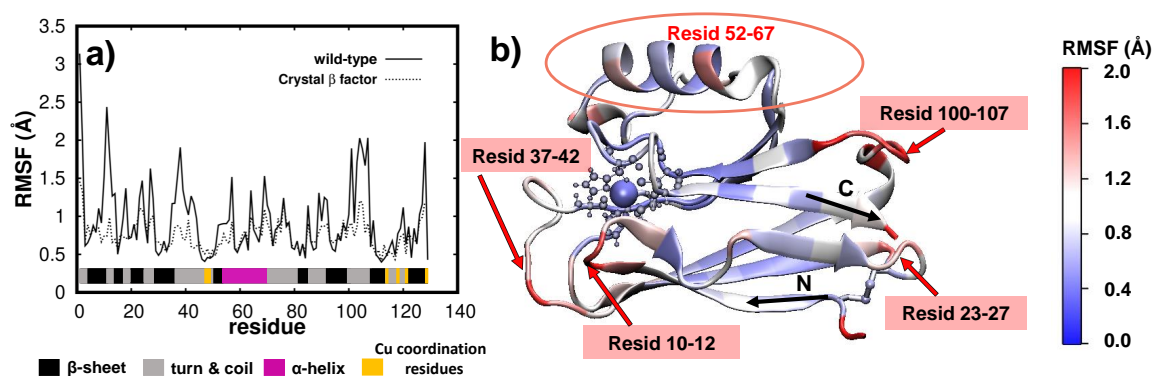 a)
wild-type
Crystal β factor
RMSF (Å)
3.5
3
2.5
2
1.5
1
0.5
0
0 20 40 60 80 100 120 140
residue
β-sheet
turn & coil
α-helix
Cu coordination
residues
b)
Resid 52-67
Resid 100-107
Resid 37-42
C
N
Resid 23-27
Resid 10-12
RMSF (Å)
2.0
1.6
1.2
0.8
0.4
0.0